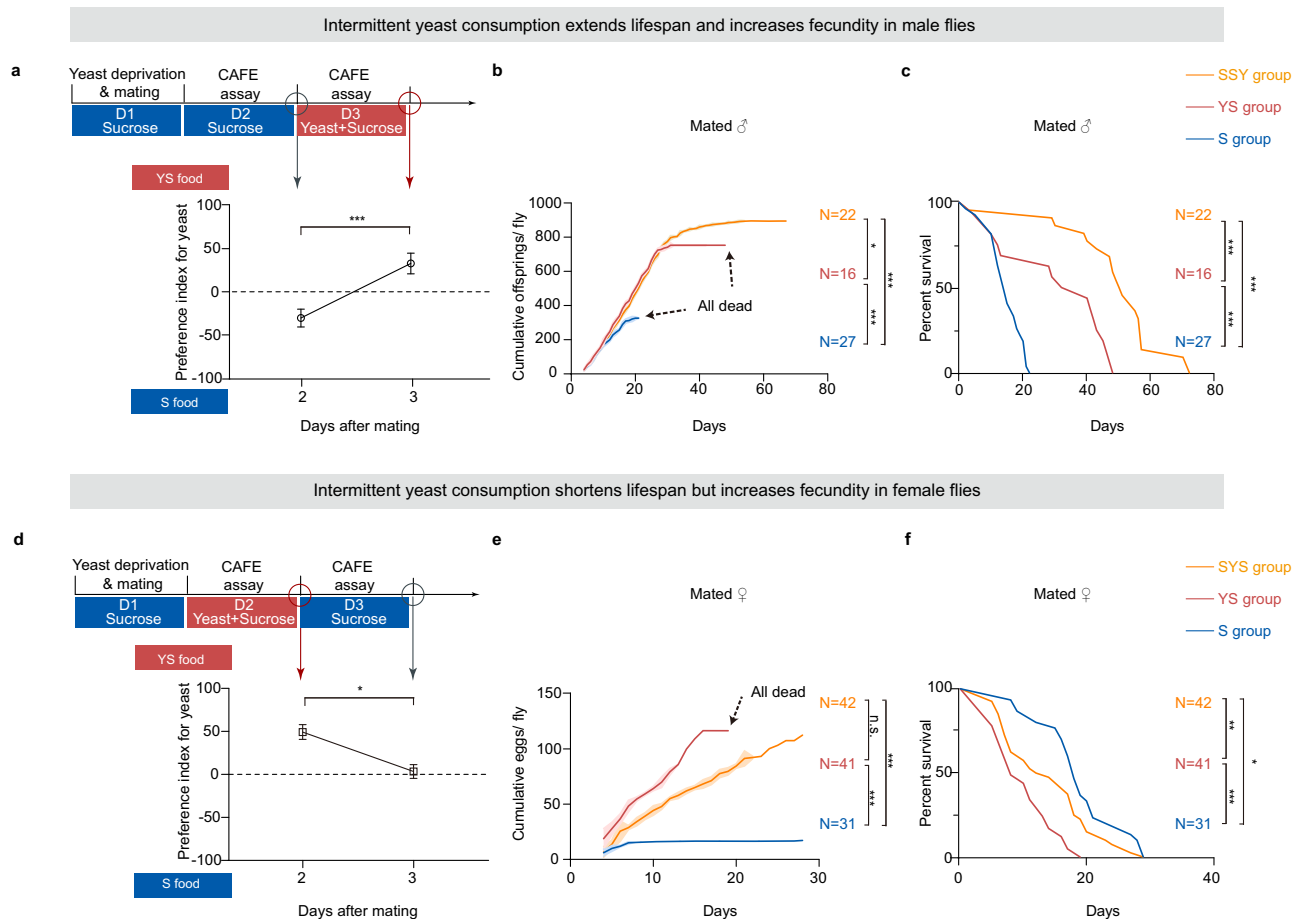 Intermittent yeast consumption extends lifespan and increases fecundity in male flies
a
Yeast deprivation
& mating
CAFE
assay
CAFE
assay
D1
Sucrose
D2
Sucrose
D3
Yeast+Sucrose
YS food
Preference index for yeast
100
50
0
-50
-100
***
2
3
S food
Days after mating
b
Mated ♂
Cumulative offsprings/ fly
1000
800
600
400
200
0
All dead
0
20
40
60
80
Days
N=22
N=16
N=27
*
***
***
c
SSY group
YS group
S group
Mated ♂
Percent survival
100
50
0
0
20
40
60
80
Days
N=22
N=16
N=27
***
***
***
Intermittent yeast consumption shortens lifespan but increases fecundity in female flies
d
Yeast deprivation
& mating
CAFE
assay
CAFE
assay
D1
Sucrose
D2
Yeast+Sucrose
D3
Sucrose
YS food
Preference index for yeast
100
50
0
-50
-100
*
2
3
S food
Days after mating
e
Mated ♀
Cumulative eggs/ fly
150
100
50
0
All dead
0
10
20
30
Days
N=42
N=41
N=31
n.s.
***
***
f
SYS group
YS group
S group
Mated ♀
Percent survival
100
50
0
0
20
40
Days
N=42
N=41
N=31
**
***
*